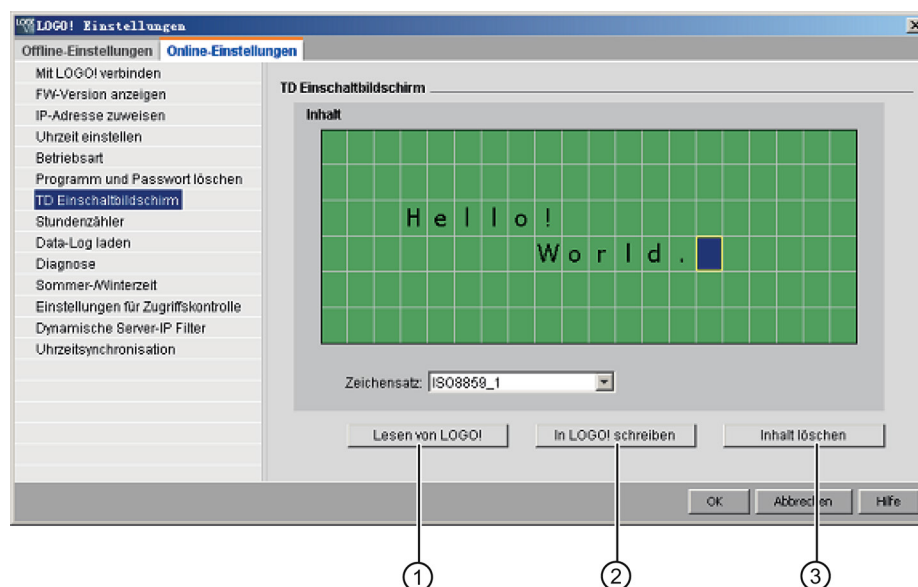 LOGO! Einstellungen
Offline-Einstellungen Online-Einstellungen
Mit LOGO! verbinden
FW-Version anzeigen
IP-Adresse zuweisen
Uhrzeit einstellen
Betriebsart
Programm und Passwort löschen
TD Einschaltbildschirm
Stundenzähler
Data-Log laden
Diagnose
Sommer-/Winterzeit
Einstellungen für Zugriffskontrolle
Dynamische Server-IP Filter
Uhrzeitsynchronisation
TD Einschaltbildschirm
Inhalt
Hello!
World.
Zeichensatz: ISO8859_1
Lesen von LOGO! In LOGO! schreiben Inhalt löschen
OK Abbrechen Hilfe
1 2 3